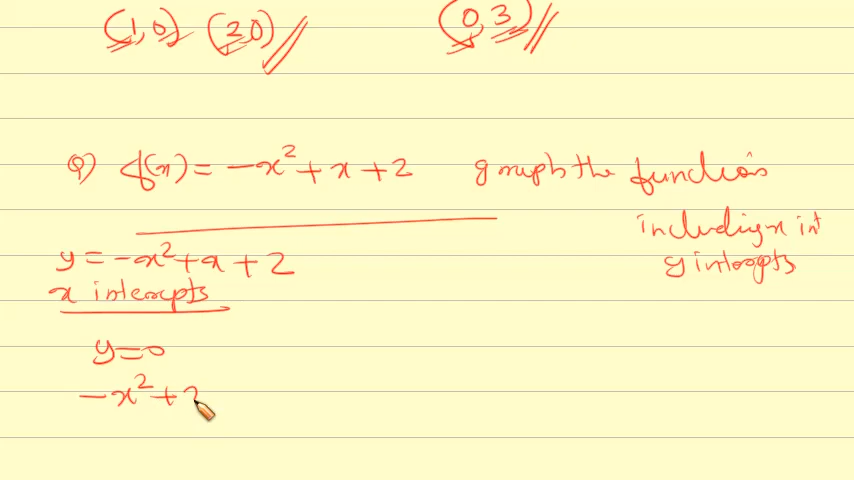 (1,0) (3,0) (0,3)
Q) f(x) = -x² + x + 2 graph the function
including x int
y = -x² + x + 2 y intercepts
x intercepts
y = 0
-x² +